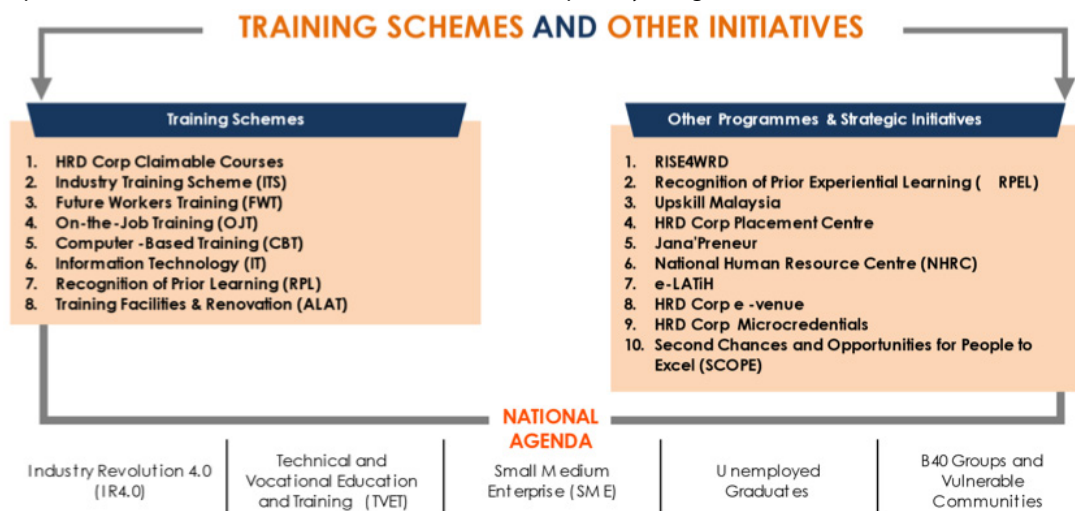 TRAINING SCHEMES AND OTHER INITIATIVES
Training Schemes
1. HRD Corp Claimable Courses
2. Industry Training Scheme (ITS)
3. Future Workers Training (FWT)
4. On-the-Job Training (OJT)
5. Computer -Based Training (CBT)
6. Information Technology (IT)
7. Recognition of Prior Learning (RPL)
8. Training Facilities & Renovation (ALAT)
Other Programmes & Strategic Initiatives
1. RISE4WRD
2. Recognition of Prior Experiential Learning ( RPEL)
3. Upskill Malaysia
4. HRD Corp Placement Centre
5. Jana'Preneur
6. National Human Resource Centre (NHRC)
7. e-LATiH
8. HRD Corp e -venue
9. HRD Corp Microcredentials
10. Second Chances and Opportunities for People to
Excel (SCOPE)
NATIONAL
AGENDA
Industry Revolution 4.0
(IR4.0)
Technical and
Vocational Education
and Training (TVET)
Small Medium
Enterprise (SME)
Unemployed
Graduates
B40 Groups and
Vulnerable
Communities